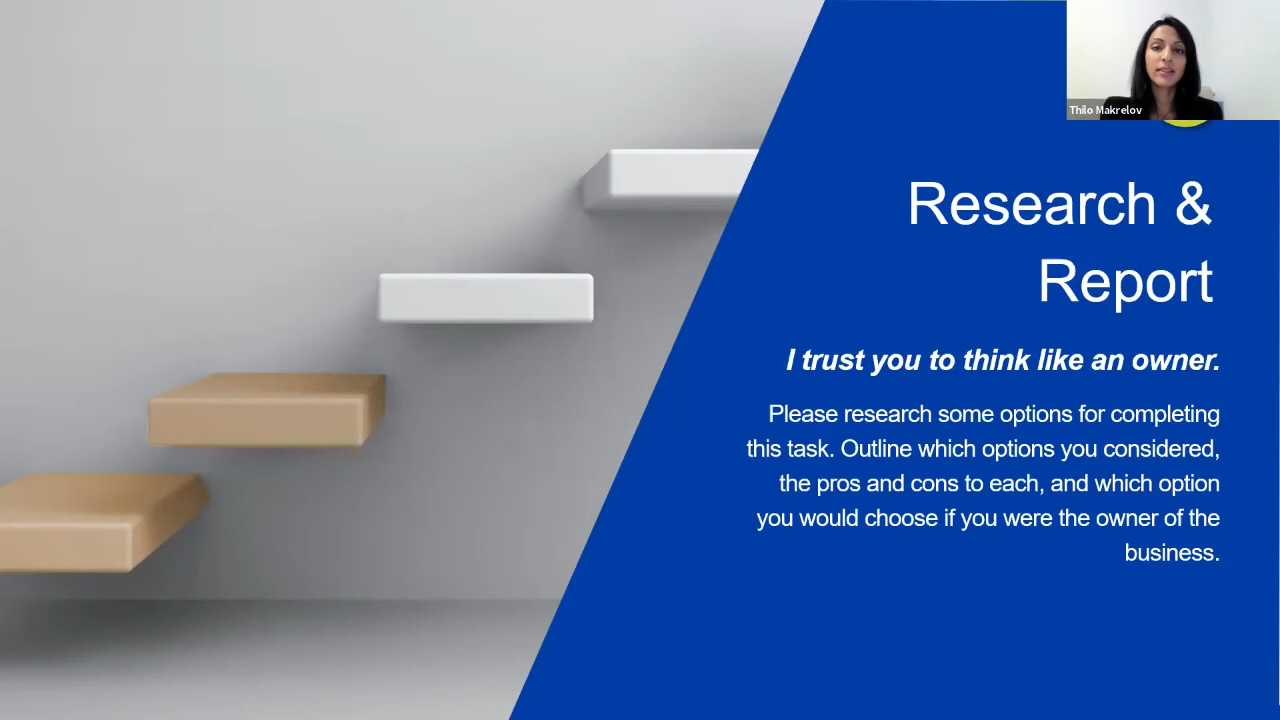 Thilo Makrelov
Research &
Report
I trust you to think like an owner.
Please research some options for completing
this task. Outline which options you considered,
the pros and cons to each, and which option
you would choose if you were the owner of the
business.